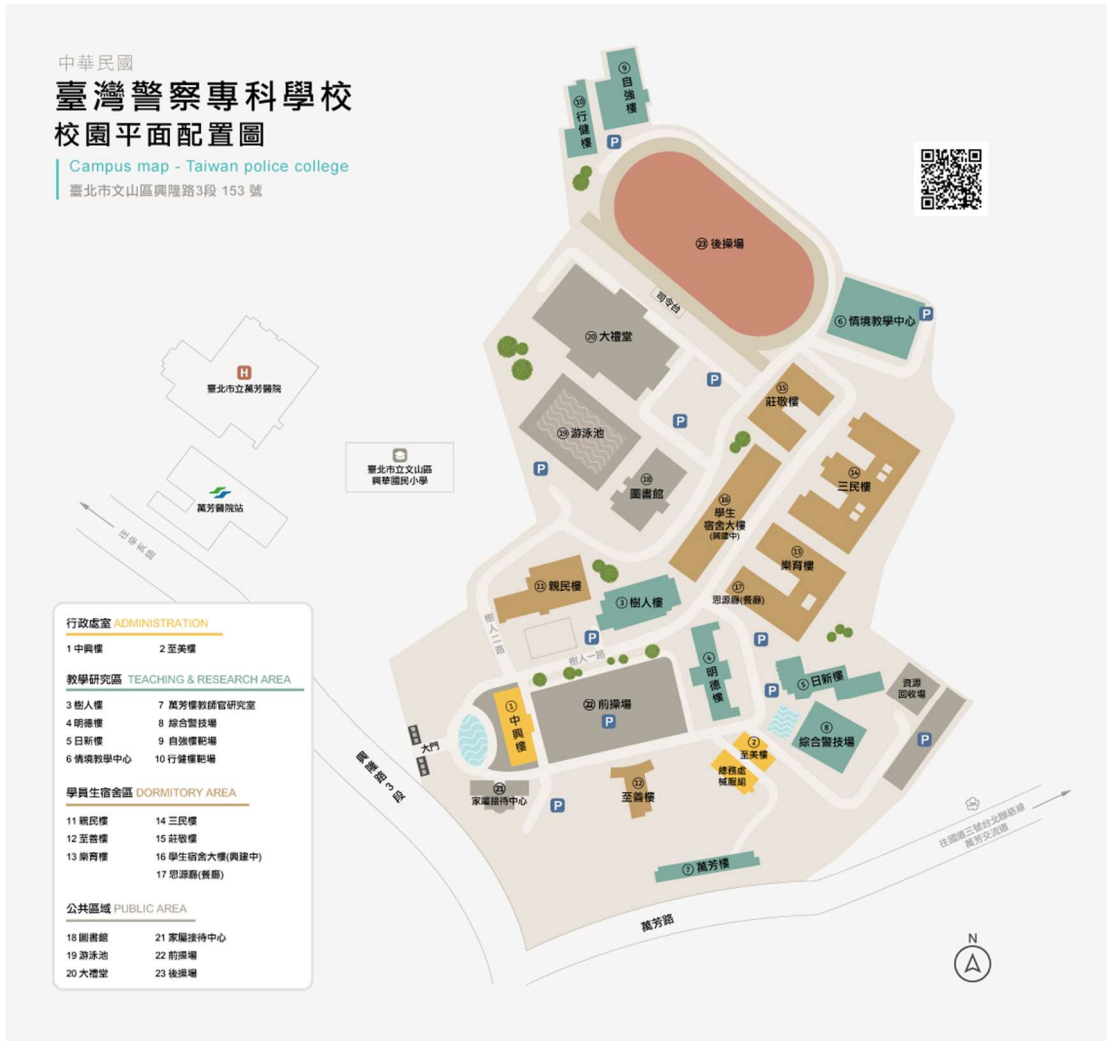 中華民國
臺灣警察專科學校
校園平面配置圖
Campus map - Taiwan police college
臺北市文山區興隆路3段 153 號
⑨自強樓
⑩行健樓
P
㉓後操場
司令台
⑥情境教學中心
P
⑳大禮堂
P
P
⑮
莊敬樓
⑲游泳池
P
⑱
圖書館
⑭
三民樓
⑯
學生
宿舍大樓
(興建中)
⑬
樂育樓
⑰
思源廳(餐廳)
H
臺北市立萬芳醫院
臺北市立文山區
興華國民小學
萬芳醫院站
⑪親民樓
③樹人樓
樹人二路
樹人一路
P
P
④明德樓
⑤日新樓
P
資源
回收場
P
㉒前操場
P
①中興樓
大門
⑧
綜合警技場
②
至美樓
總務處
械服組
⑫
至善樓
㉑
家屬接待中心
P
⑦萬芳樓
興隆路3段
萬芳路
往國道三號台北聯絡線
萬芳交流道
N
行政處室 ADMINISTRATION
1 中興樓 2 至美樓
教學研究區 TEACHING & RESEARCH AREA
3 樹人樓 7 萬芳樓教師官研究室
4 明德樓 8 綜合警技場
5 日新樓 9 自強樓靶場
6 情境教學中心 10 行健樓靶場
學員生宿舍區 DORMITORY AREA
11 親民樓 14 三民樓
12 至善樓 15 莊敬樓
13 樂育樓 16 學生宿舍大樓(興建中)
17 思源廳(餐廳)
公共區域 PUBLIC AREA
18 圖書館 21 家屬接待中心
19 游泳池 22 前操場
20 大禮堂 23 後操場